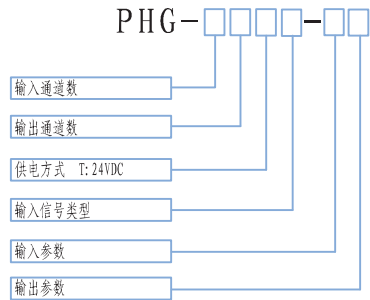 PHG-□□□□-□□
输入通道数
输出通道数
供电方式 T:24VDC
输入信号类型
输入参数
输出参数